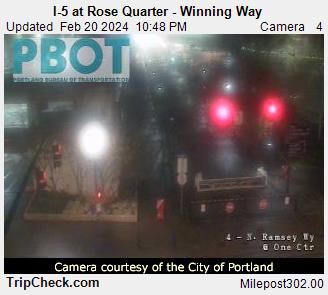 I-5 at Rose Quarter - Winning Way
Updated  Feb 20 2024  10:48 PM
Camera  4
PBOT
PORTLAND BUREAU OF TRANSPORTATION
4 - N. Ramsey Wy
@ One Ctr
Camera courtesy of the City of Portland
TripCheck.com
Milepost302.00